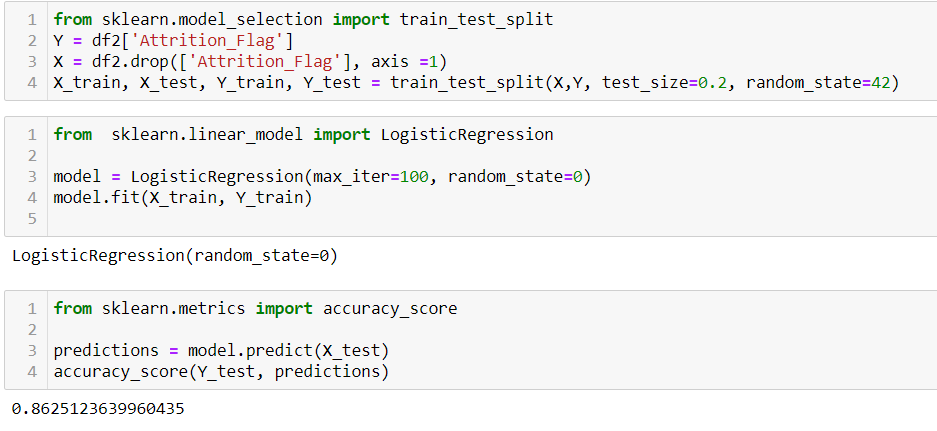 1 from sklearn.model_selection import train_test_split
2 Y = df2['Attrition_Flag']
3 X = df2.drop(['Attrition_Flag'], axis =1)
4 X_train, X_test, Y_train, Y_test = train_test_split(X,Y, test_size=0.2, random_state=42)
1 from  sklearn.linear_model import LogisticRegression
2
3 model = LogisticRegression(max_iter=100, random_state=0)
4 model.fit(X_train, Y_train)
5
LogisticRegression(random_state=0)
1 from sklearn.metrics import accuracy_score
2
3 predictions = model.predict(X_test)
4 accuracy_score(Y_test, predictions)
0.8625123639960435